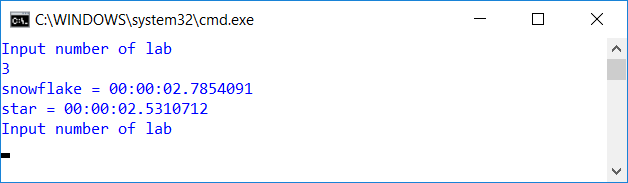 C:\WINDOWS\system32\cmd.exe
Input number of lab
3
snowflake = 00:00:02.7854091
star = 00:00:02.5310712
Input number of lab